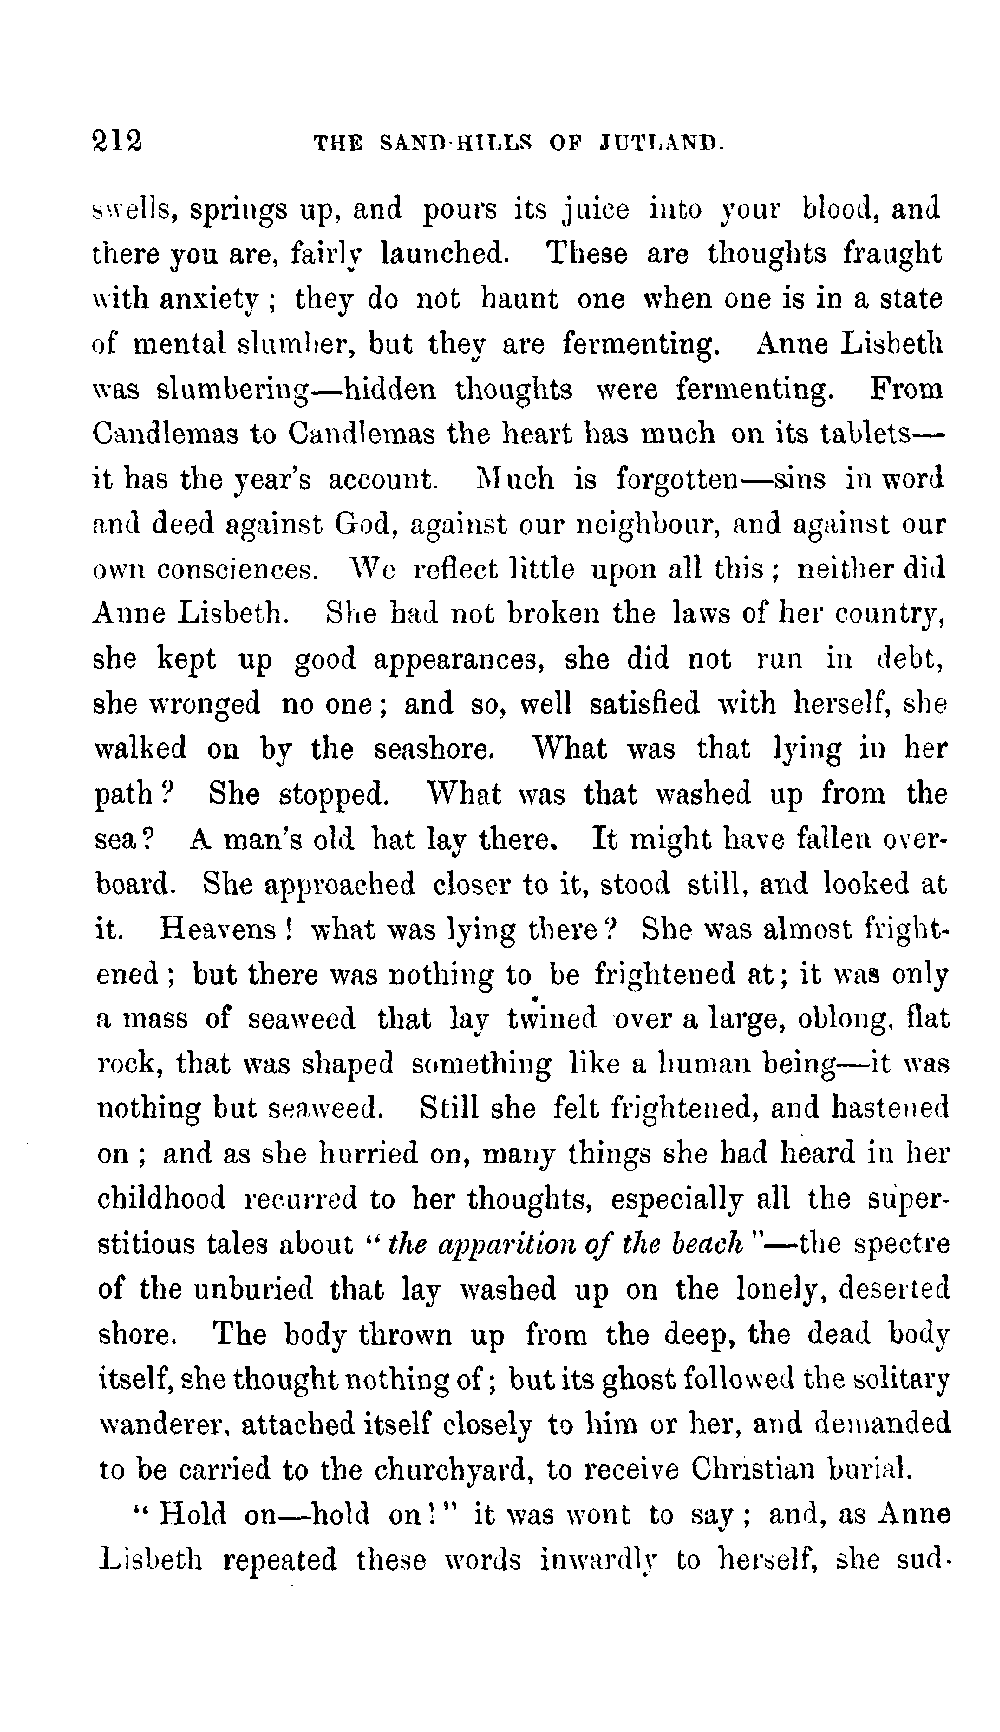 212 THE SAND-HILLS OF JUTLAND.
swells, springs up, and pours its juice into your blood, and
there you are, fairly launched. These are thoughts fraught
with anxiety; they do not haunt one when one is in a state
of mental slumber, but they are fermenting. Anne Lisbeth
was slumbering—hidden thoughts were fermenting. From
Candlemas to Candlemas the heart has much on its tablets—
it has the year's account. Much is forgotten—sins in word
and deed against God, against our neighbour, and against our
own consciences. We reflect little upon all this; neither did
Anne Lisbeth. She had not broken the laws of her country,
she kept up good appearances, she did not run in debt,
she wronged no one; and so, well satisfied with herself, she
walked on by the seashore. What was that lying in her
path? She stopped. What was that washed up from the
sea? A man's old hat lay there. It might have fallen over-
board. She approached closer to it, stood still, and looked at
it. Heavens! what was lying there? She was almost fright-
ened; but there was nothing to be frightened at; it was only
a mass of seaweed that lay twined over a large, oblong, flat
rock, that was shaped something like a human being—it was
nothing but seaweed. Still she felt frightened, and hastened
on; and as she hurried on, many things she had heard in her
childhood recurred to her thoughts, especially all the super-
stitious tales about "the apparition of the beach"—the spectre
of the unburied that lay washed up on the lonely, deserted
shore. The body thrown up from the deep, the dead body
itself, she thought nothing of; but its ghost followed the solitary
wanderer, attached itself closely to him or her, and demanded
to be carried to the churchyard, to receive Christian burial.
"Hold on—hold on!" it was wont to say; and, as Anne
Lisbeth repeated these words inwardly to herself, she sud-